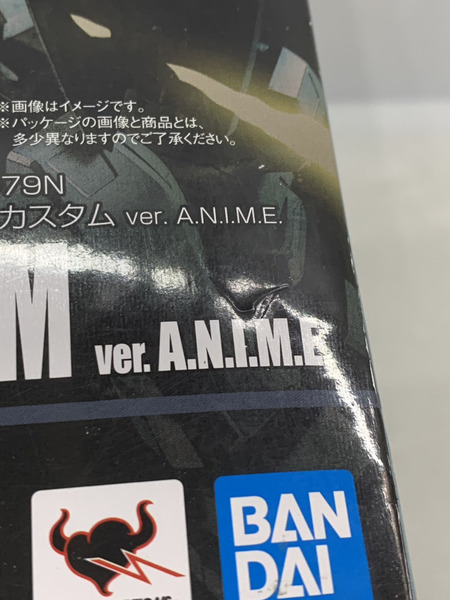 ※画像はイメージです。
※パッケージの画像と商品とは、
多少異なりますのでご了承ください。
79N
カスタム ver. A.N.I.M.E.
M ver. A.N.I.M.E
BAN
DAI